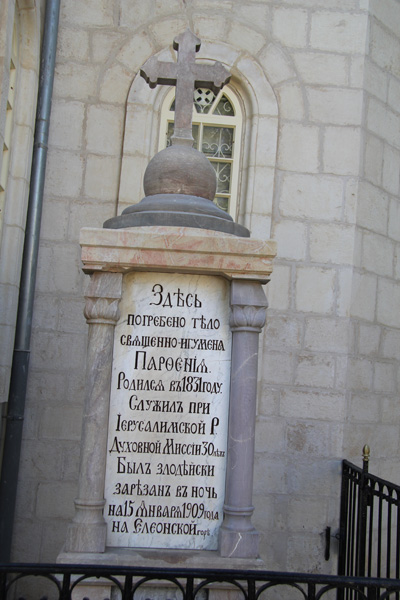 Здѣсь
погребено тѣло
священно-игумена
Парѳенія.
Родился въ 1831 году.
Служилъ при
Іерусалимской Р.
Духовной Миссіи 30 лѣтъ
Былъ злодѣйски
зарѣзан въ ночь
на 15 Января 1909 года
на Елеонской горѣ